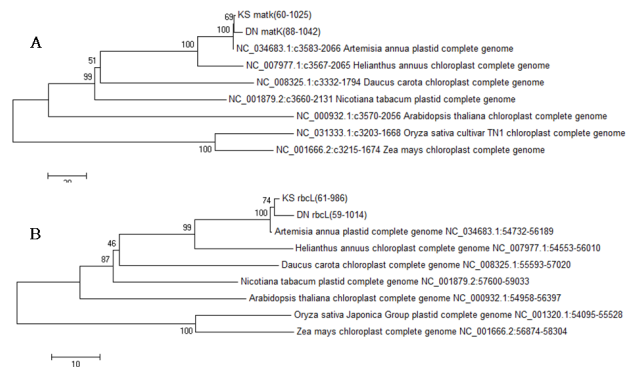 A
69 KS matk(60-1025)
100 DN matK(88-1042)
100 NC_034683.1:c3583-2066 Artemisia annua plastid complete genome
51 NC_007977.1:c3567-2065 Helianthus annuus chloroplast complete genome
99 NC_008325.1:c3332-1794 Daucus carota chloroplast complete genome
NC_001879.2:c3660-2131 Nicotiana tabacum plastid complete genome
NC_000932.1:c3570-2056 Arabidopsis thaliana chloroplast complete genome
NC_031333.1:c3203-1668 Oryza sativa cultivar TN1 chloroplast complete genome
100 NC_001666.2:c3215-1674 Zea mays chloroplast complete genome
B
74 KS rbcL(61-986)
100 DN rbcL(59-1014)
99 Artemisia annua plastid complete genome NC_034683.1:54732-56189
46 Helianthus annuus chloroplast complete genome NC_007977.1:54553-56010
87 Daucus carota chloroplast complete genome NC_008325.1:55593-57020
Nicotiana tabacum plastid complete genome NC_001879.2:57600-59033
Arabidopsis thaliana chloroplast complete genome NC_000932.1:54958-56397
Oryza sativa Japonica Group plastid complete genome NC_001320.1:54095-55528
100 Zea mays chloroplast complete genome NC_001666.2:56874-58304
10